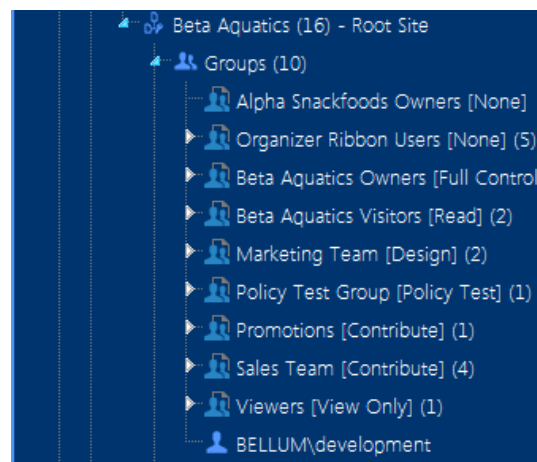 Beta Aquatics (16) - Root Site
Groups (10)
Alpha Snackfoods Owners [None]
Organizer Ribbon Users [None] (5)
Beta Aquatics Owners [Full Control
Beta Aquatics Visitors [Read] (2)
Marketing Team [Design] (2)
Policy Test Group [Policy Test] (1)
Promotions [Contribute] (1)
Sales Team [Contribute] (4)
Viewers [View Only] (1)
BELLUM\development